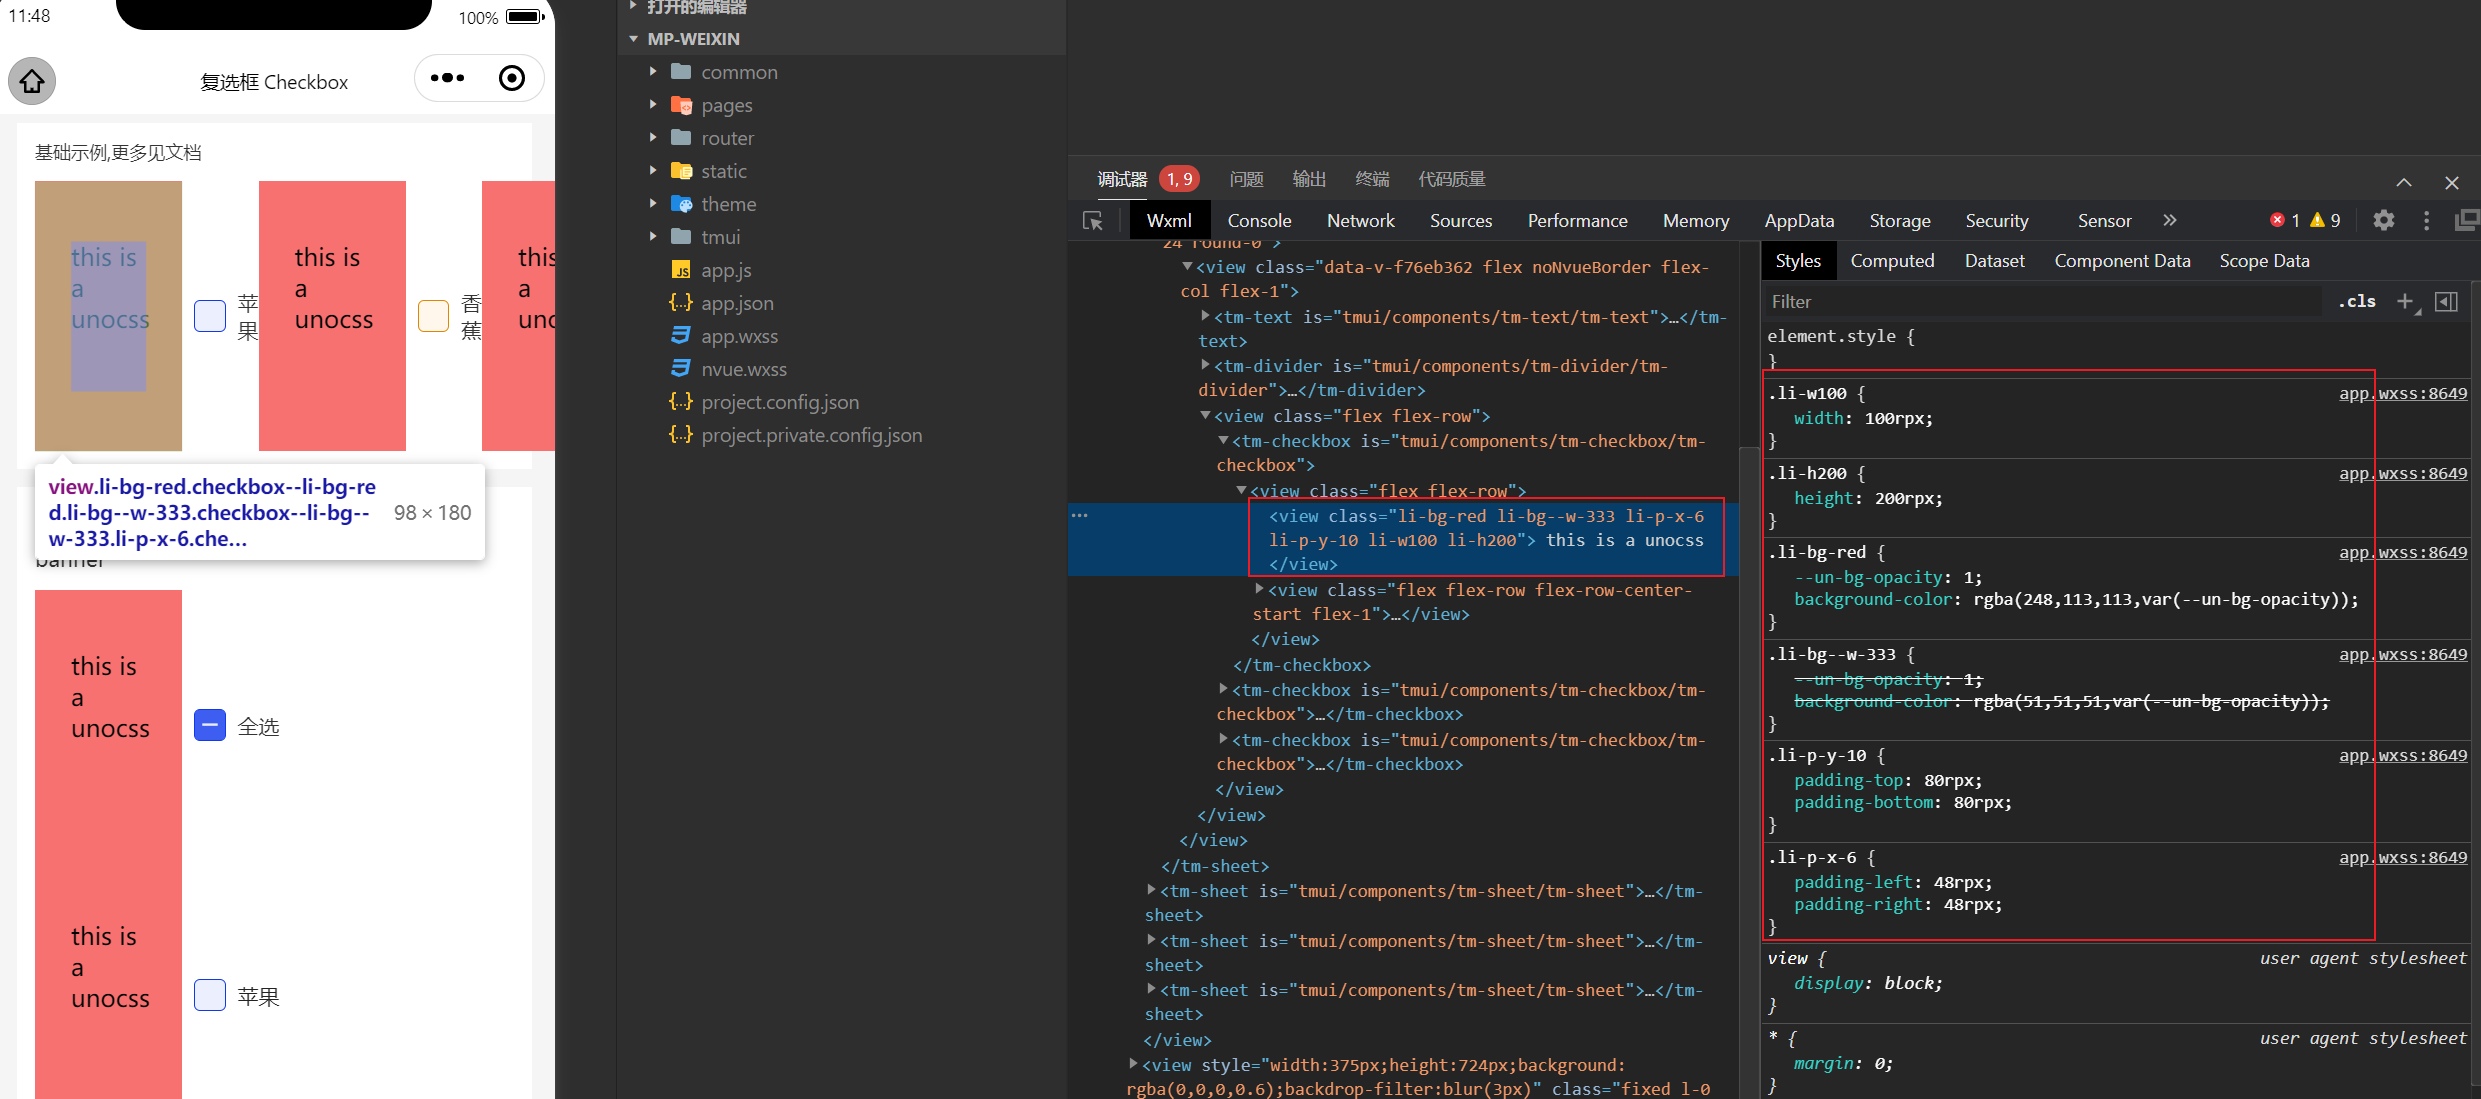 11:48
100%
复选框 Checkbox
基础示例,更多见文档
this is
a
unocss
苹
果
this is
a
unocss
香
蕉
this
a
unoc
view.li-bg-red.checkbox--li-bg-re
d.li-bg--w-333.checkbox--li-bg--
w-333.li-p-x-6.che...
98 × 180
banner
this is
a
unocss
全选
this is
a
unocss
苹果
打开的编辑器
MP-WEIXIN
common
pages
router
static
theme
tmui
JS app.js
{..} app.json
app.wxss
nvue.wxss
{..} project.config.json
{..} project.private.config.json
调试器 1, 9 问题 输出 终端 代码质量
Wxml Console Network Sources Performance Memory AppData Storage Security Sensor » 1 9
24 round-0">
<view class="data-v-f76eb362 flex noNvueBorder flex-
col flex-1">
<tm-text is="tmui/components/tm-text/tm-text">…</tm-
text>
<tm-divider is="tmui/components/tm-divider/tm-
divider">…</tm-divider>
<view class="flex flex-row">
<tm-checkbox is="tmui/components/tm-checkbox/tm-
checkbox">
<view class="flex flex-row">
<view class="li-bg-red li-bg--w-333 li-p-x-6
li-p-y-10 li-w100 li-h200"> this is a unocss
</view>
<view class="flex flex-row flex-row-center-
start flex-1">…</view>
</view>
</tm-checkbox>
<tm-checkbox is="tmui/components/tm-checkbox/tm-
checkbox">…</tm-checkbox>
<tm-checkbox is="tmui/components/tm-checkbox/tm-
checkbox">…</tm-checkbox>
</view>
</view>
</view>
</tm-sheet>
<tm-sheet is="tmui/components/tm-sheet/tm-sheet">…</tm-
sheet>
<tm-sheet is="tmui/components/tm-sheet/tm-sheet">…</tm-
sheet>
<tm-sheet is="tmui/components/tm-sheet/tm-sheet">…</tm-
sheet>
</view>
<view style="width:375px;height:724px;background:
rgba(0,0,0,0.6);backdrop-filter:blur(3px)" class="fixed l-0
Styles Computed Dataset Component Data Scope Data
Filter .cls +
element.style {
}
.li-w100 { app.wxss:8649
width: 100rpx;
}
.li-h200 { app.wxss:8649
height: 200rpx;
}
.li-bg-red { app.wxss:8649
--un-bg-opacity: 1;
background-color: rgba(248,113,113,var(--un-bg-opacity));
}
.li-bg--w-333 { app.wxss:8649
--un-bg-opacity: 1;
background-color: rgba(51,51,51,var(--un-bg-opacity));
}
.li-p-y-10 { app.wxss:8649
padding-top: 80rpx;
padding-bottom: 80rpx;
}
.li-p-x-6 { app.wxss:8649
padding-left: 48rpx;
padding-right: 48rpx;
}
view { user agent stylesheet
display: block;
}
* { user agent stylesheet
margin: 0;
}